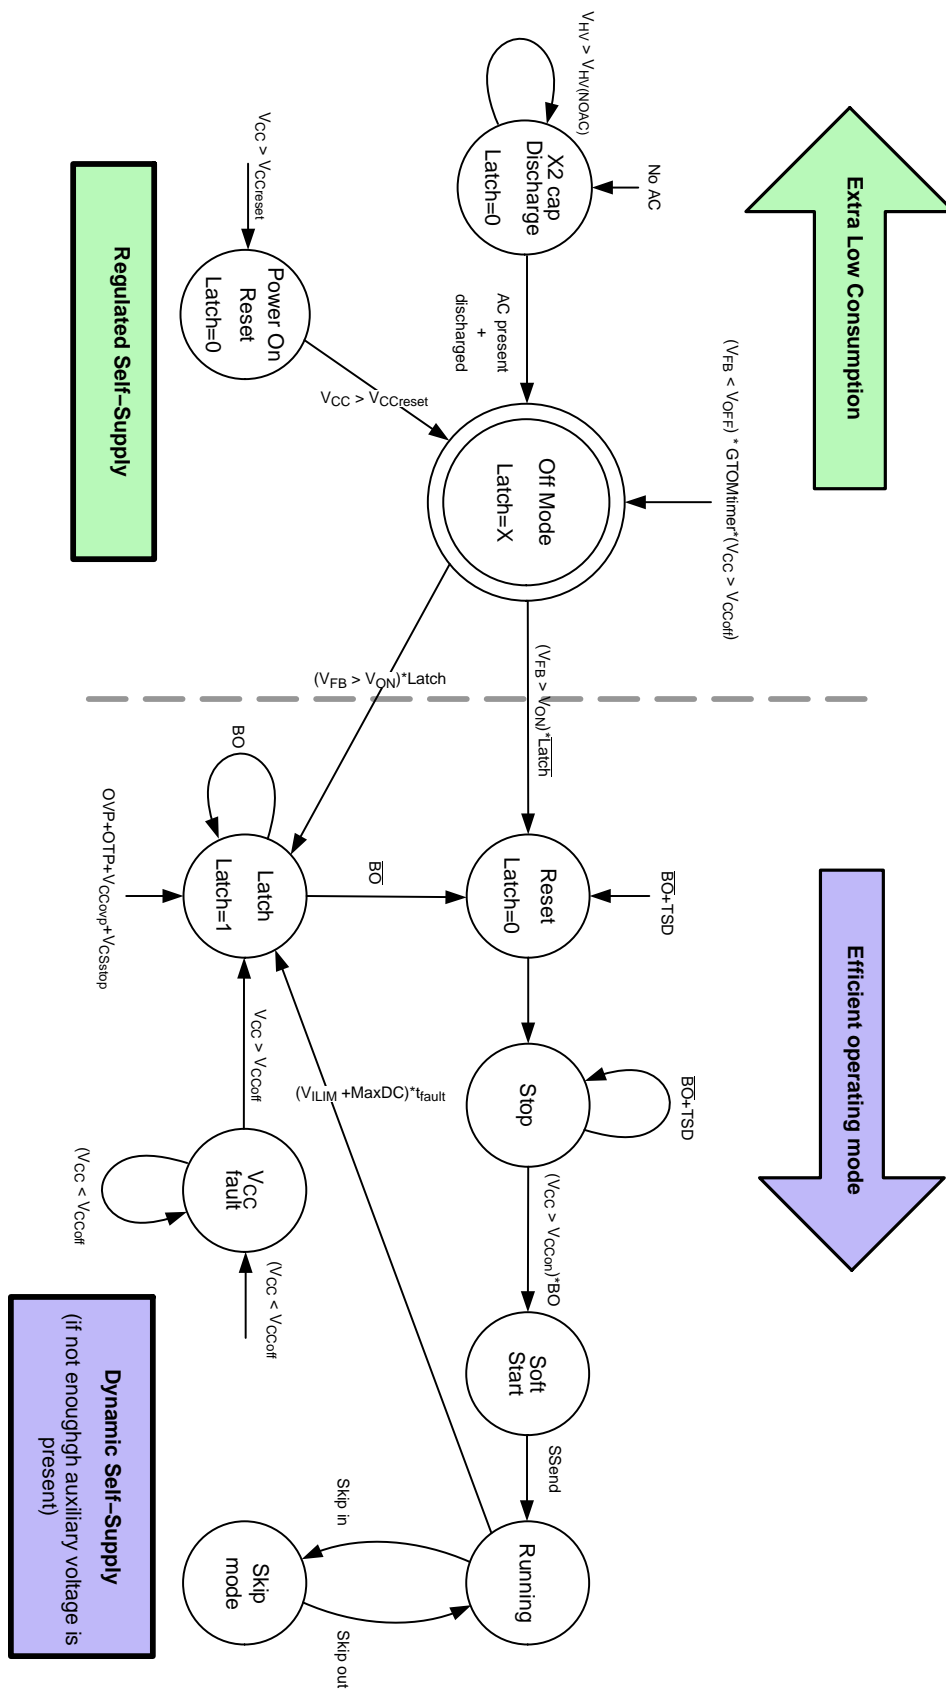 Extra Low Consumption
Efficient operating mode
(VFB < VOFF) * GTOMtimer*(VCC > VCCoff)
No AC
VHV > VHV(NOAC)
X2 cap
Discharge
Latch=0
AC present
+
discharged
Off Mode
Latch=X
(VFB > VON)*L̅a̅t̅c̅h̅
B̅O̅+TSD
Reset
Latch=0
B̅O̅+TSD
Stop
(VCC > VCCon)*BO
Soft
Start
SSend
Running
VCC > VCCreset
Power On
Reset
Latch=0
VCC > VCCreset
(VFB > VON)*Latch
B̅O̅
BO
Latch
Latch=1
OVP+OTP+VCCovp+VCSstop
VCC > VCCoff
(VILIM +MaxDC)*tfault
VCC
fault
(VCC < VCCoff
(VCC < VCCoff
Skip in
Skip out
Skip
mode
Regulated Self−Supply
Dynamic Self−Supply
(if not enoughgh auxiliary voltage is
present)